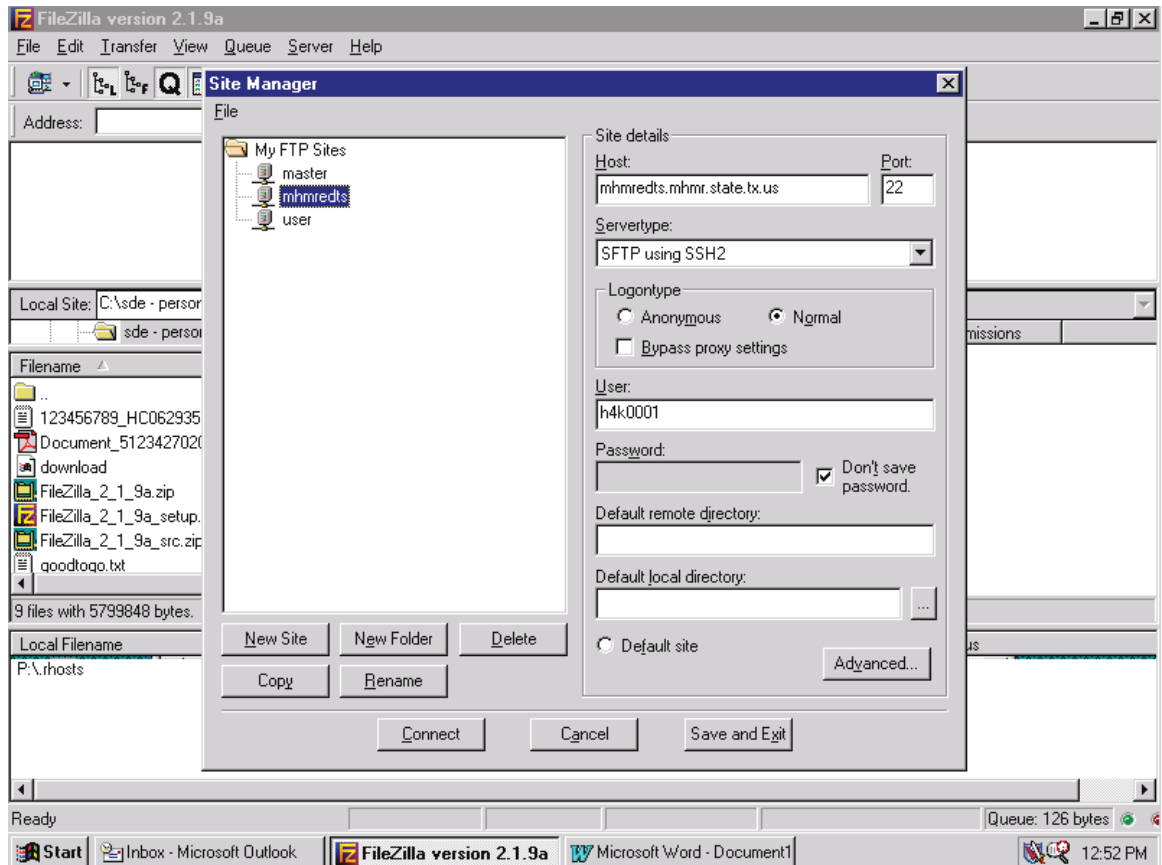 FileZilla version 2.1.9a
File Edit Transfer View Queue Server Help
Site Manager
File
Address:
My FTP Sites
master
mhmredts
user
Site details
Host: Port:
mhmredts.mhmr.state.tx.us 22
Servertype:
SFTP using SSH2
Logontype
Anonymous Normal
Bypass proxy settings
User:
h4k0001
Password:
Don't save
password.
Default remote directory:
Default local directory:
...
Default site
Advanced...
New Site New Folder Delete
Copy Rename
Connect Cancel Save and Exit
Local Site: C:\sde - person
sde - person
missions
Filename
..
123456789_HC062935
Document_5123427020
download
FileZilla_2_1_9a.zip
FileZilla_2_1_9a_setup.
FileZilla_2_1_9a_src.zip
goodtogo.txt
9 files with 5799848 bytes.
Local Filename us
P:\.rhosts
Ready Queue: 126 bytes
Start Inbox - Microsoft Outlook FileZilla version 2.1.9a Microsoft Word - Document1 12:52 PM